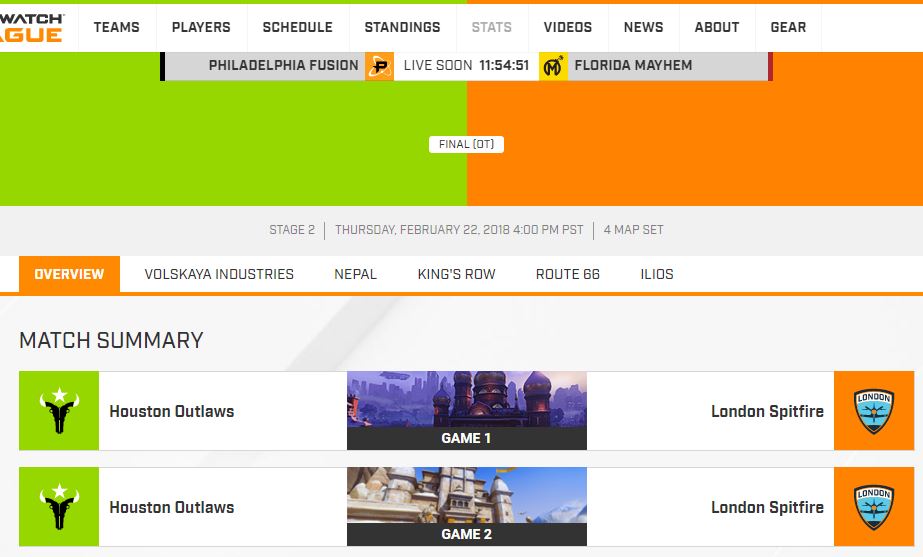 WATCH
GUE
TEAMS PLAYERS SCHEDULE STANDINGS STATS VIDEOS NEWS ABOUT GEAR
PHILADELPHIA FUSION LIVE SOON 11:54:51 FLORIDA MAYHEM
FINAL (OT)
STAGE 2 THURSDAY, FEBRUARY 22, 2018 4:00 PM PST 4 MAP SET
OVERVIEW VOLSKAYA INDUSTRIES NEPAL KING'S ROW ROUTE 66 ILIOS
MATCH SUMMARY
Houston Outlaws London Spitfire LONDON
GAME 1
Houston Outlaws London Spitfire LONDON
GAME 2